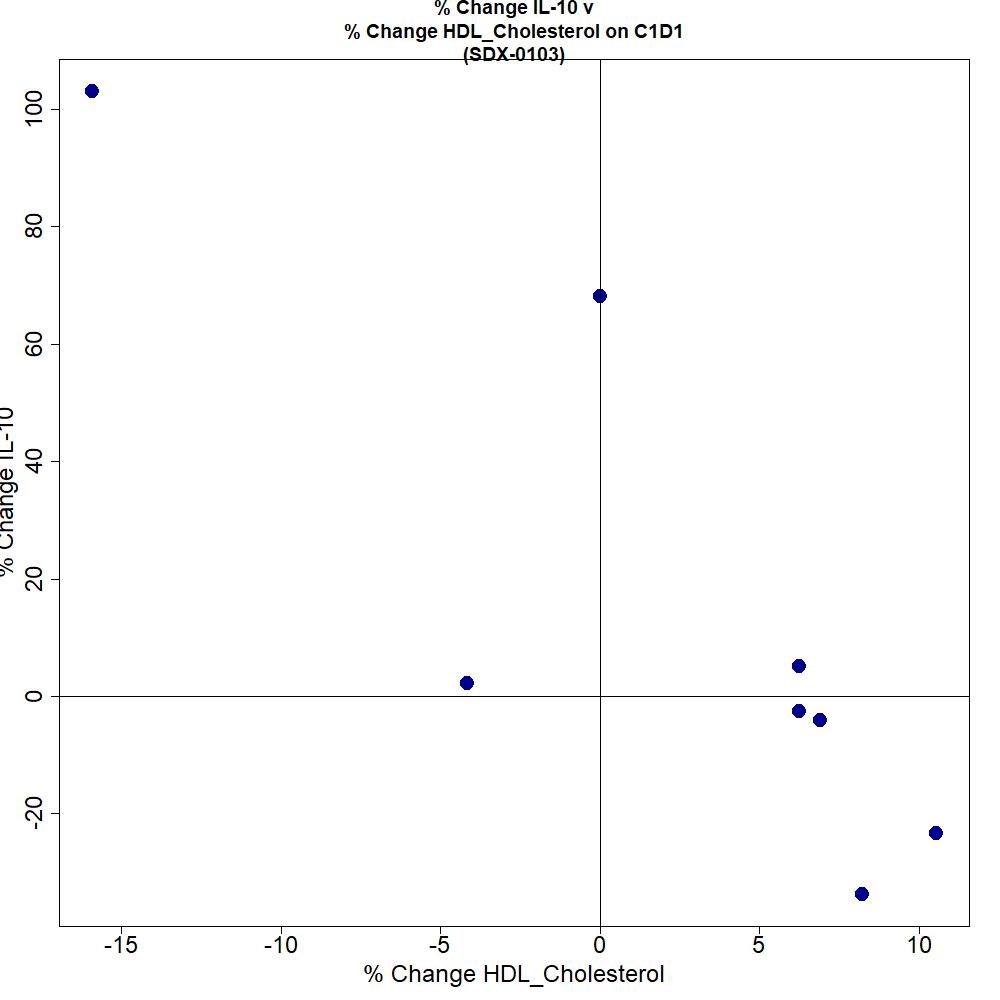 % Change IL-10 v
% Change HDL_Cholesterol on C1D1
(SDX-0103)
100
80
60
40
20
0
-20
% Change IL-10
-15 -10 -5 0 5 10
% Change HDL_Cholesterol